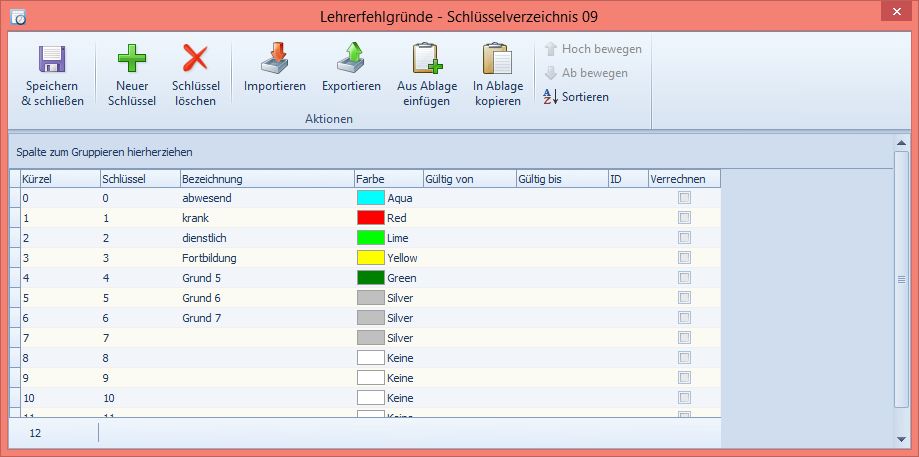 Lehrerfehlgründe - Schlüsselverzeichnis 09
Speichern & schließen
Neuer Schlüssel
Schlüssel löschen
Importieren
Exportieren
Aus Ablage einfügen
In Ablage kopieren
Hoch bewegen
Ab bewegen
Sortieren
Aktionen
Spalte zum Gruppieren hierherziehen
Kürzel Schlüssel Bezeichnung Farbe Gültig von Gültig bis ID Verrechnen
0 0 abwesend Aqua
1 1 krank Red
2 2 dienstlich Lime
3 3 Fortbildung Yellow
4 4 Grund 5 Green
5 5 Grund 6 Silver
6 6 Grund 7 Silver
7 7 Silver
8 8 Keine
9 9 Keine
10 10 Keine
11 11 Keine
12